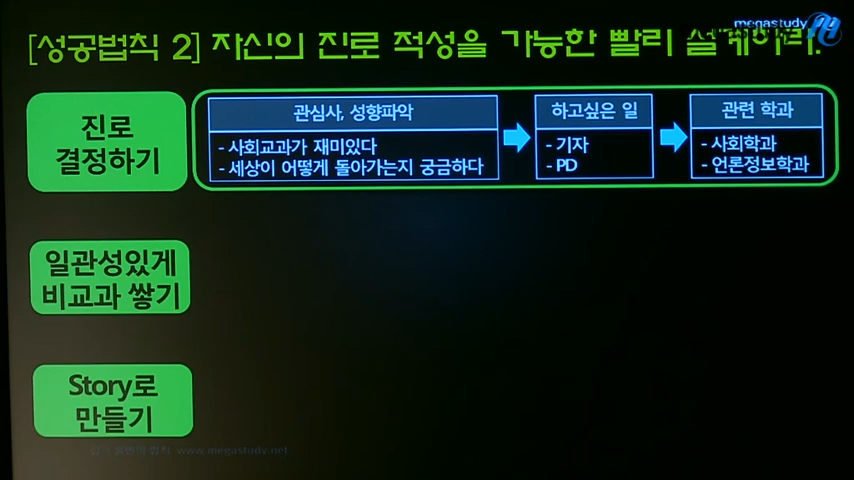 megastudy
[성공법칙 2] 자신의 진로 적성을 가능한 빨리 설계하라.
진로
결정하기
관심사, 성향파악
- 사회교과가 재미있다
- 세상이 어떻게 돌아가는지 궁금하다
하고싶은 일
- 기자
- PD
관련 학과
- 사회학과
- 언론정보학과
일관성있게
비교과 쌓기
Story로
만들기
www.megastudy.net